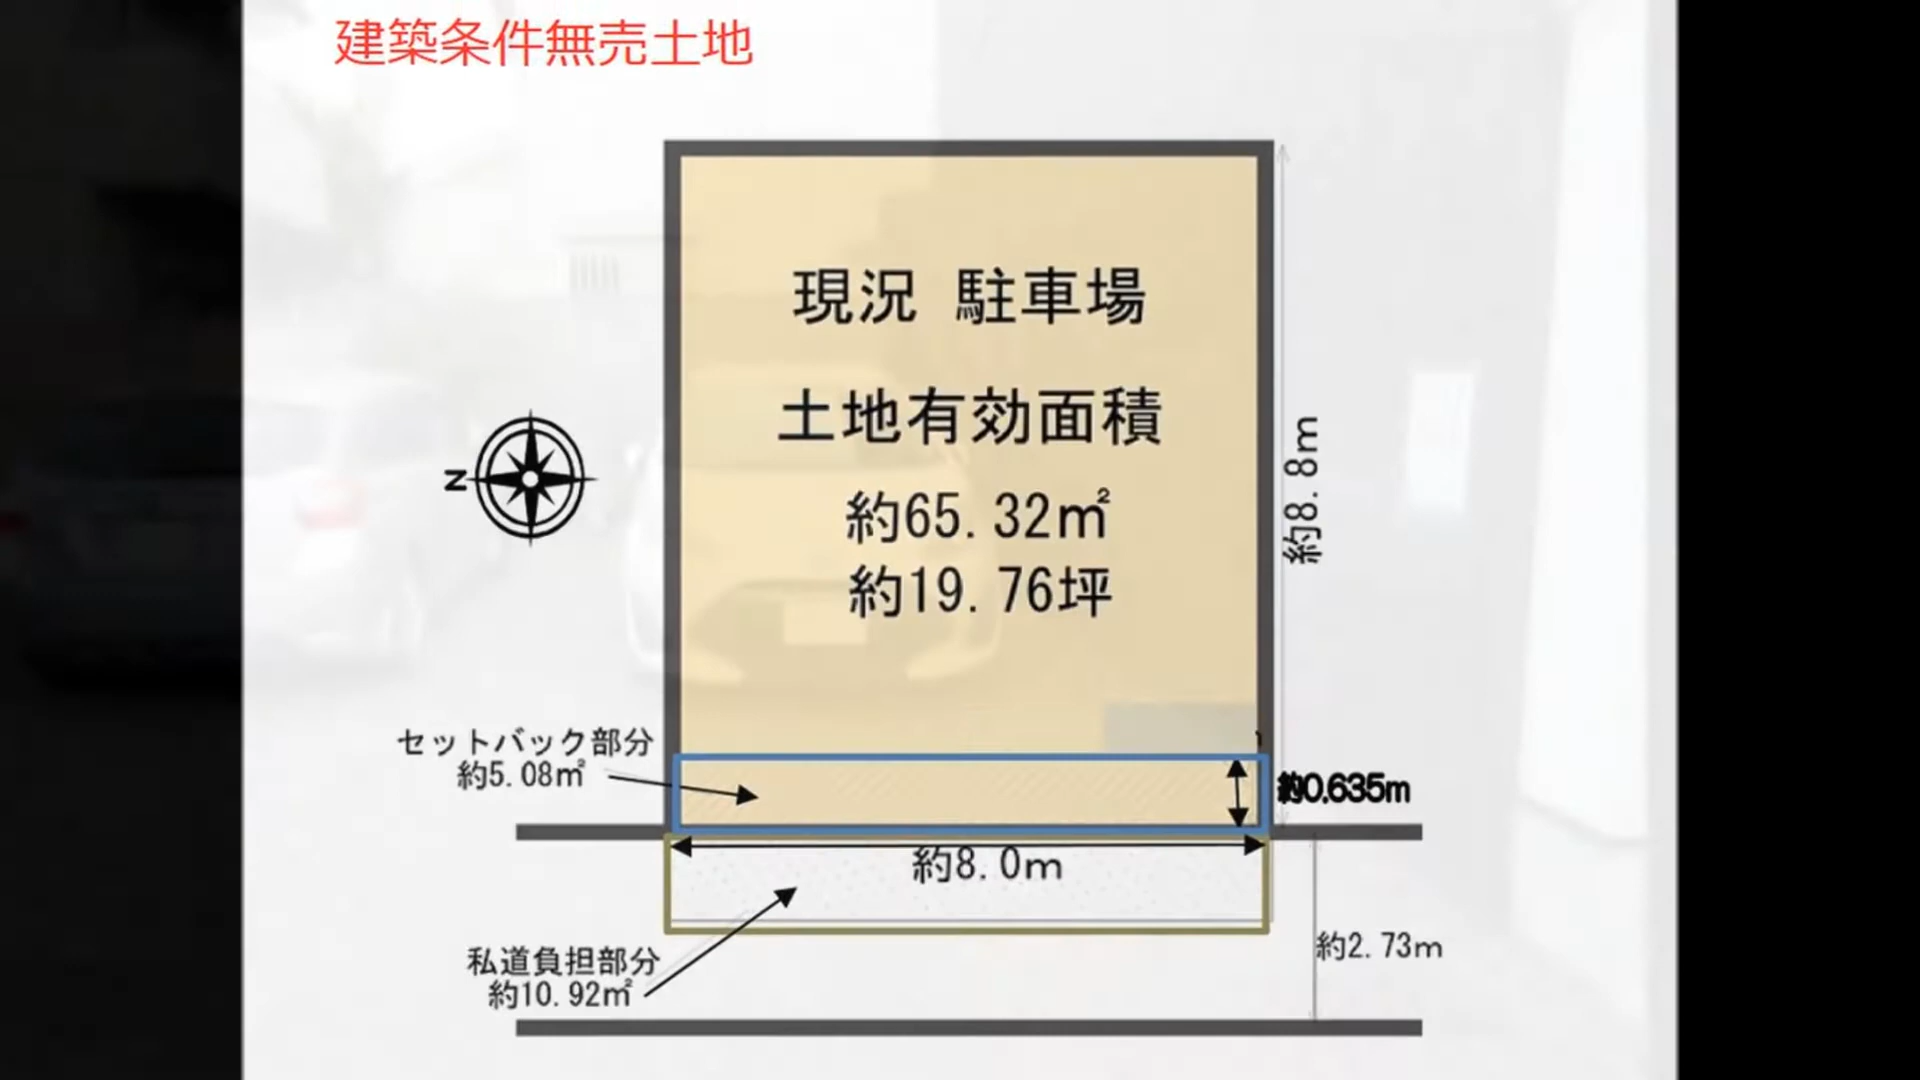 建築条件無売土地
現況 駐車場
土地有効面積
約65.32㎡
約19.76坪
N
約8.8m
セットバック部分
約5.08㎡
約0.635m
約8.0m
私道負担部分
約10.92㎡
約2.73m